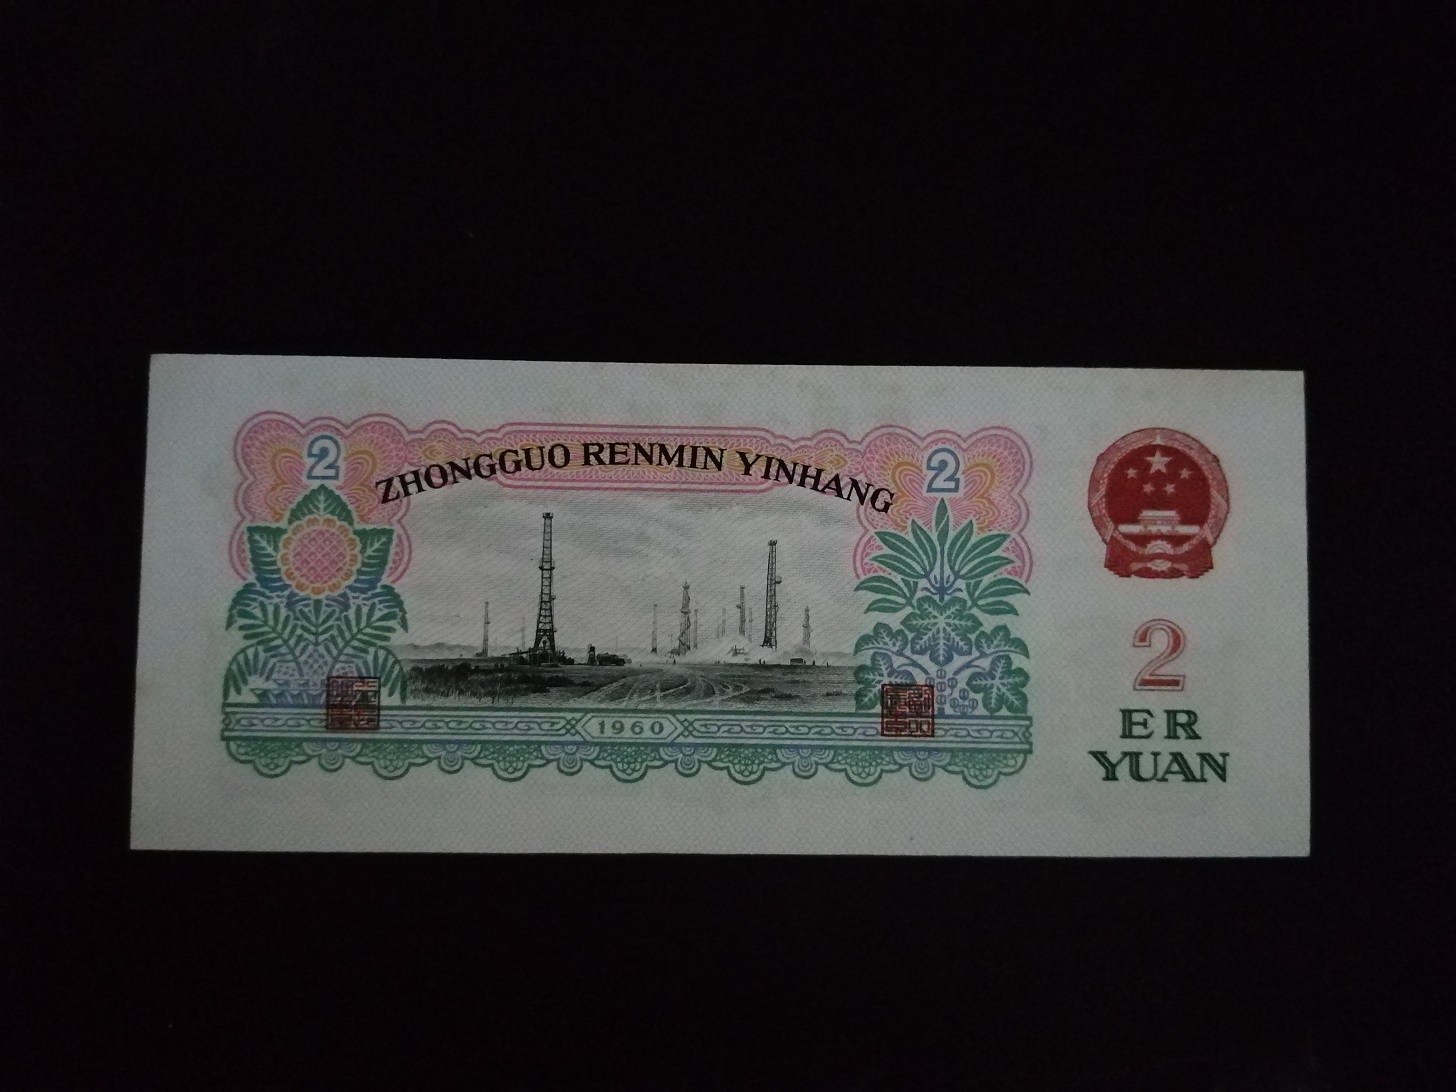 ZHONGGUO RENMIN YINHANG
2
2
1960
2
ER
YUAN